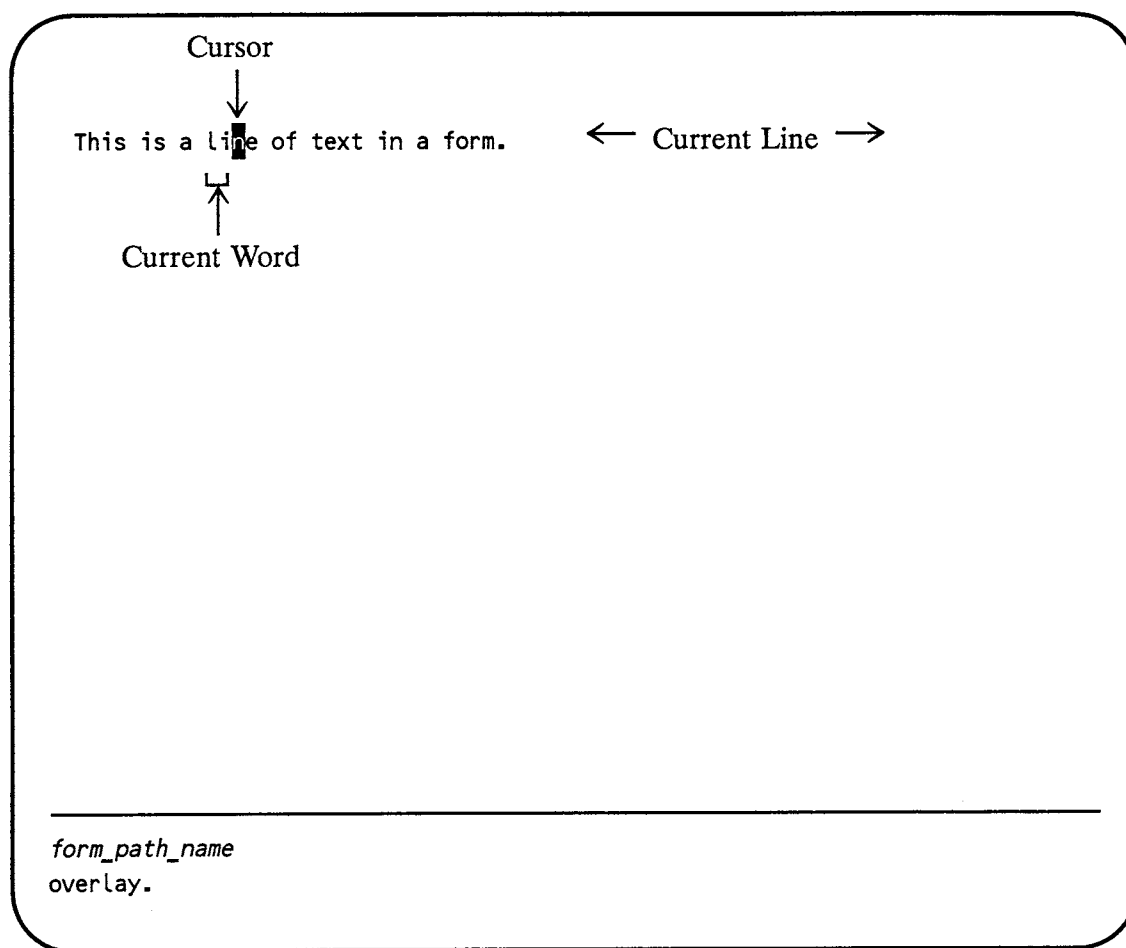 Cursor
This is a line of text in a form. Current Line
Current Word
form_path_name
overlay.